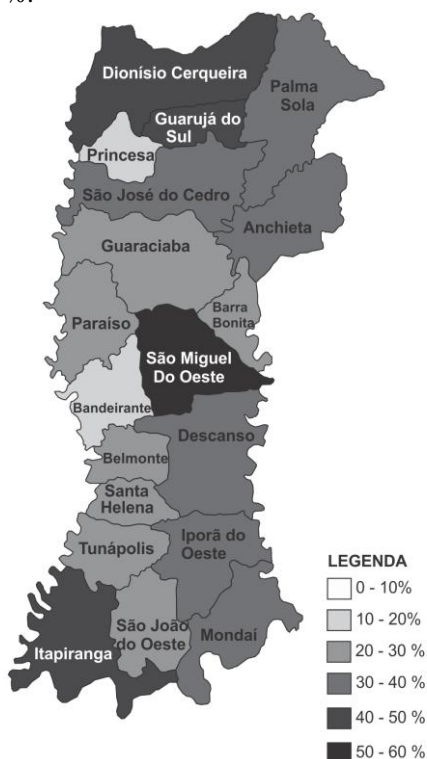 %.
Dionísio Cerqueira
Palma
Sola
Guarujá do
Sul
Princesa
São José do Cedro
Anchieta
Guaraciaba
Barra
Bonita
Paraíso
São Miguel
Do Oeste
Bandeirante
Descanso
Belmonte
Santa
Helena
Iporã do
Oeste
Tunápolis
São João
do Oeste
Mondaí
Itapiranga
LEGENDA
0 - 10%
10 - 20%
20 - 30 %
30 - 40 %
40 - 50 %
50 - 60 %